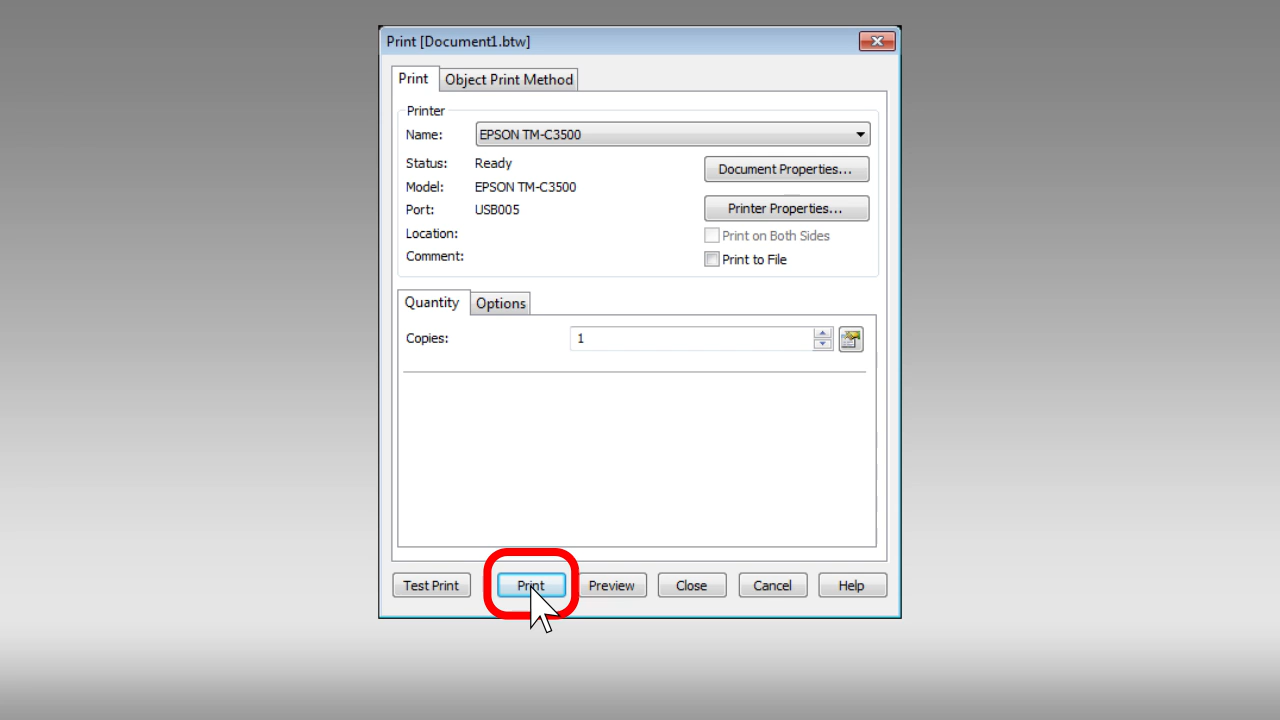 Print [Document1.btw]
Print
Object Print Method
Printer
Name:
EPSON TM-C3500
Status:
Ready
Document Properties...
Model:
EPSON TM-C3500
Port:
USB005
Printer Properties...
Location:
Print on Both Sides
Comment:
Print to File
Quantity
Options
Copies:
1
Test Print
Print
Preview
Close
Cancel
Help